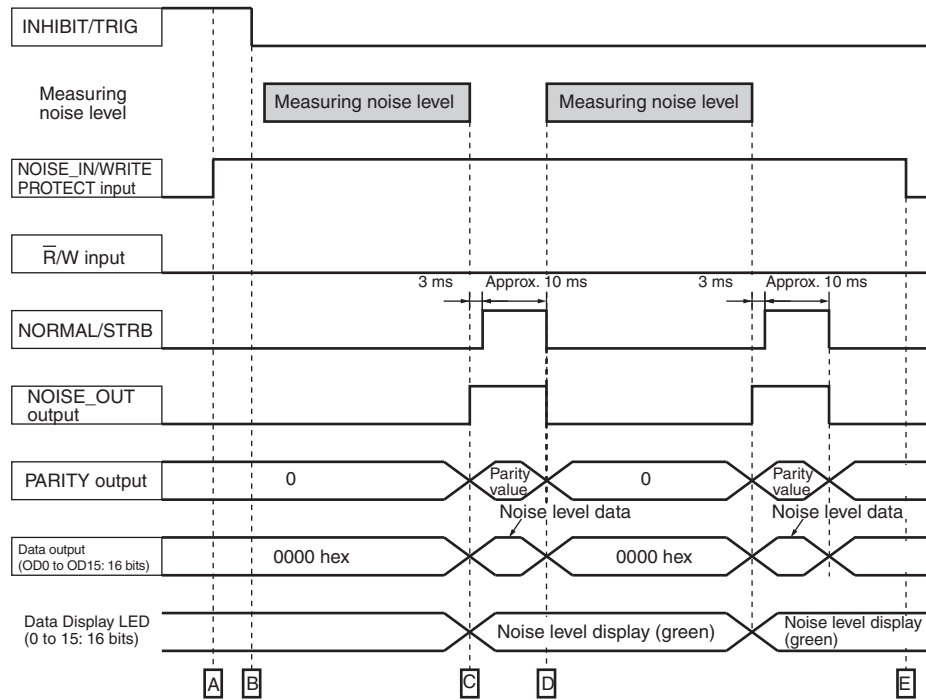 INHIBIT/TRIG
Measuring
noise level
Measuring noise level
Measuring noise level
NOISE_IN/WRITE
PROTECT input
R̅/W input
3 ms
Approx. 10 ms
3 ms
Approx. 10 ms
NORMAL/STRB
NOISE_OUT
output
PARITY output
0
Parity
value
0
Parity
value
Noise level data
Noise level data
Data output
(OD0 to OD15: 16 bits)
0000 hex
0000 hex
Data Display LED
(0 to 15: 16 bits)
Noise level display (green)
Noise level display
(green)
A
B
C
D
E